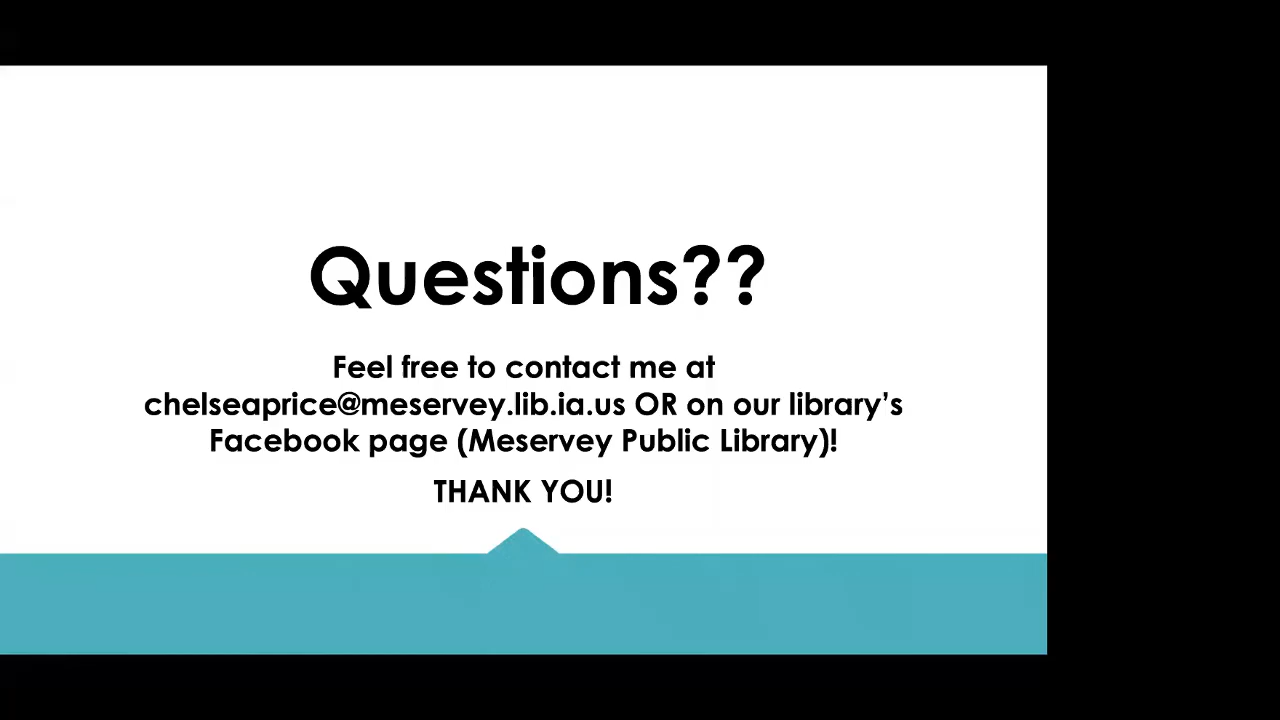 Questions??
Feel free to contact me at
chelseaprice@meservey.lib.ia.us OR on our library’s
Facebook page (Meservey Public Library)!
THANK YOU!